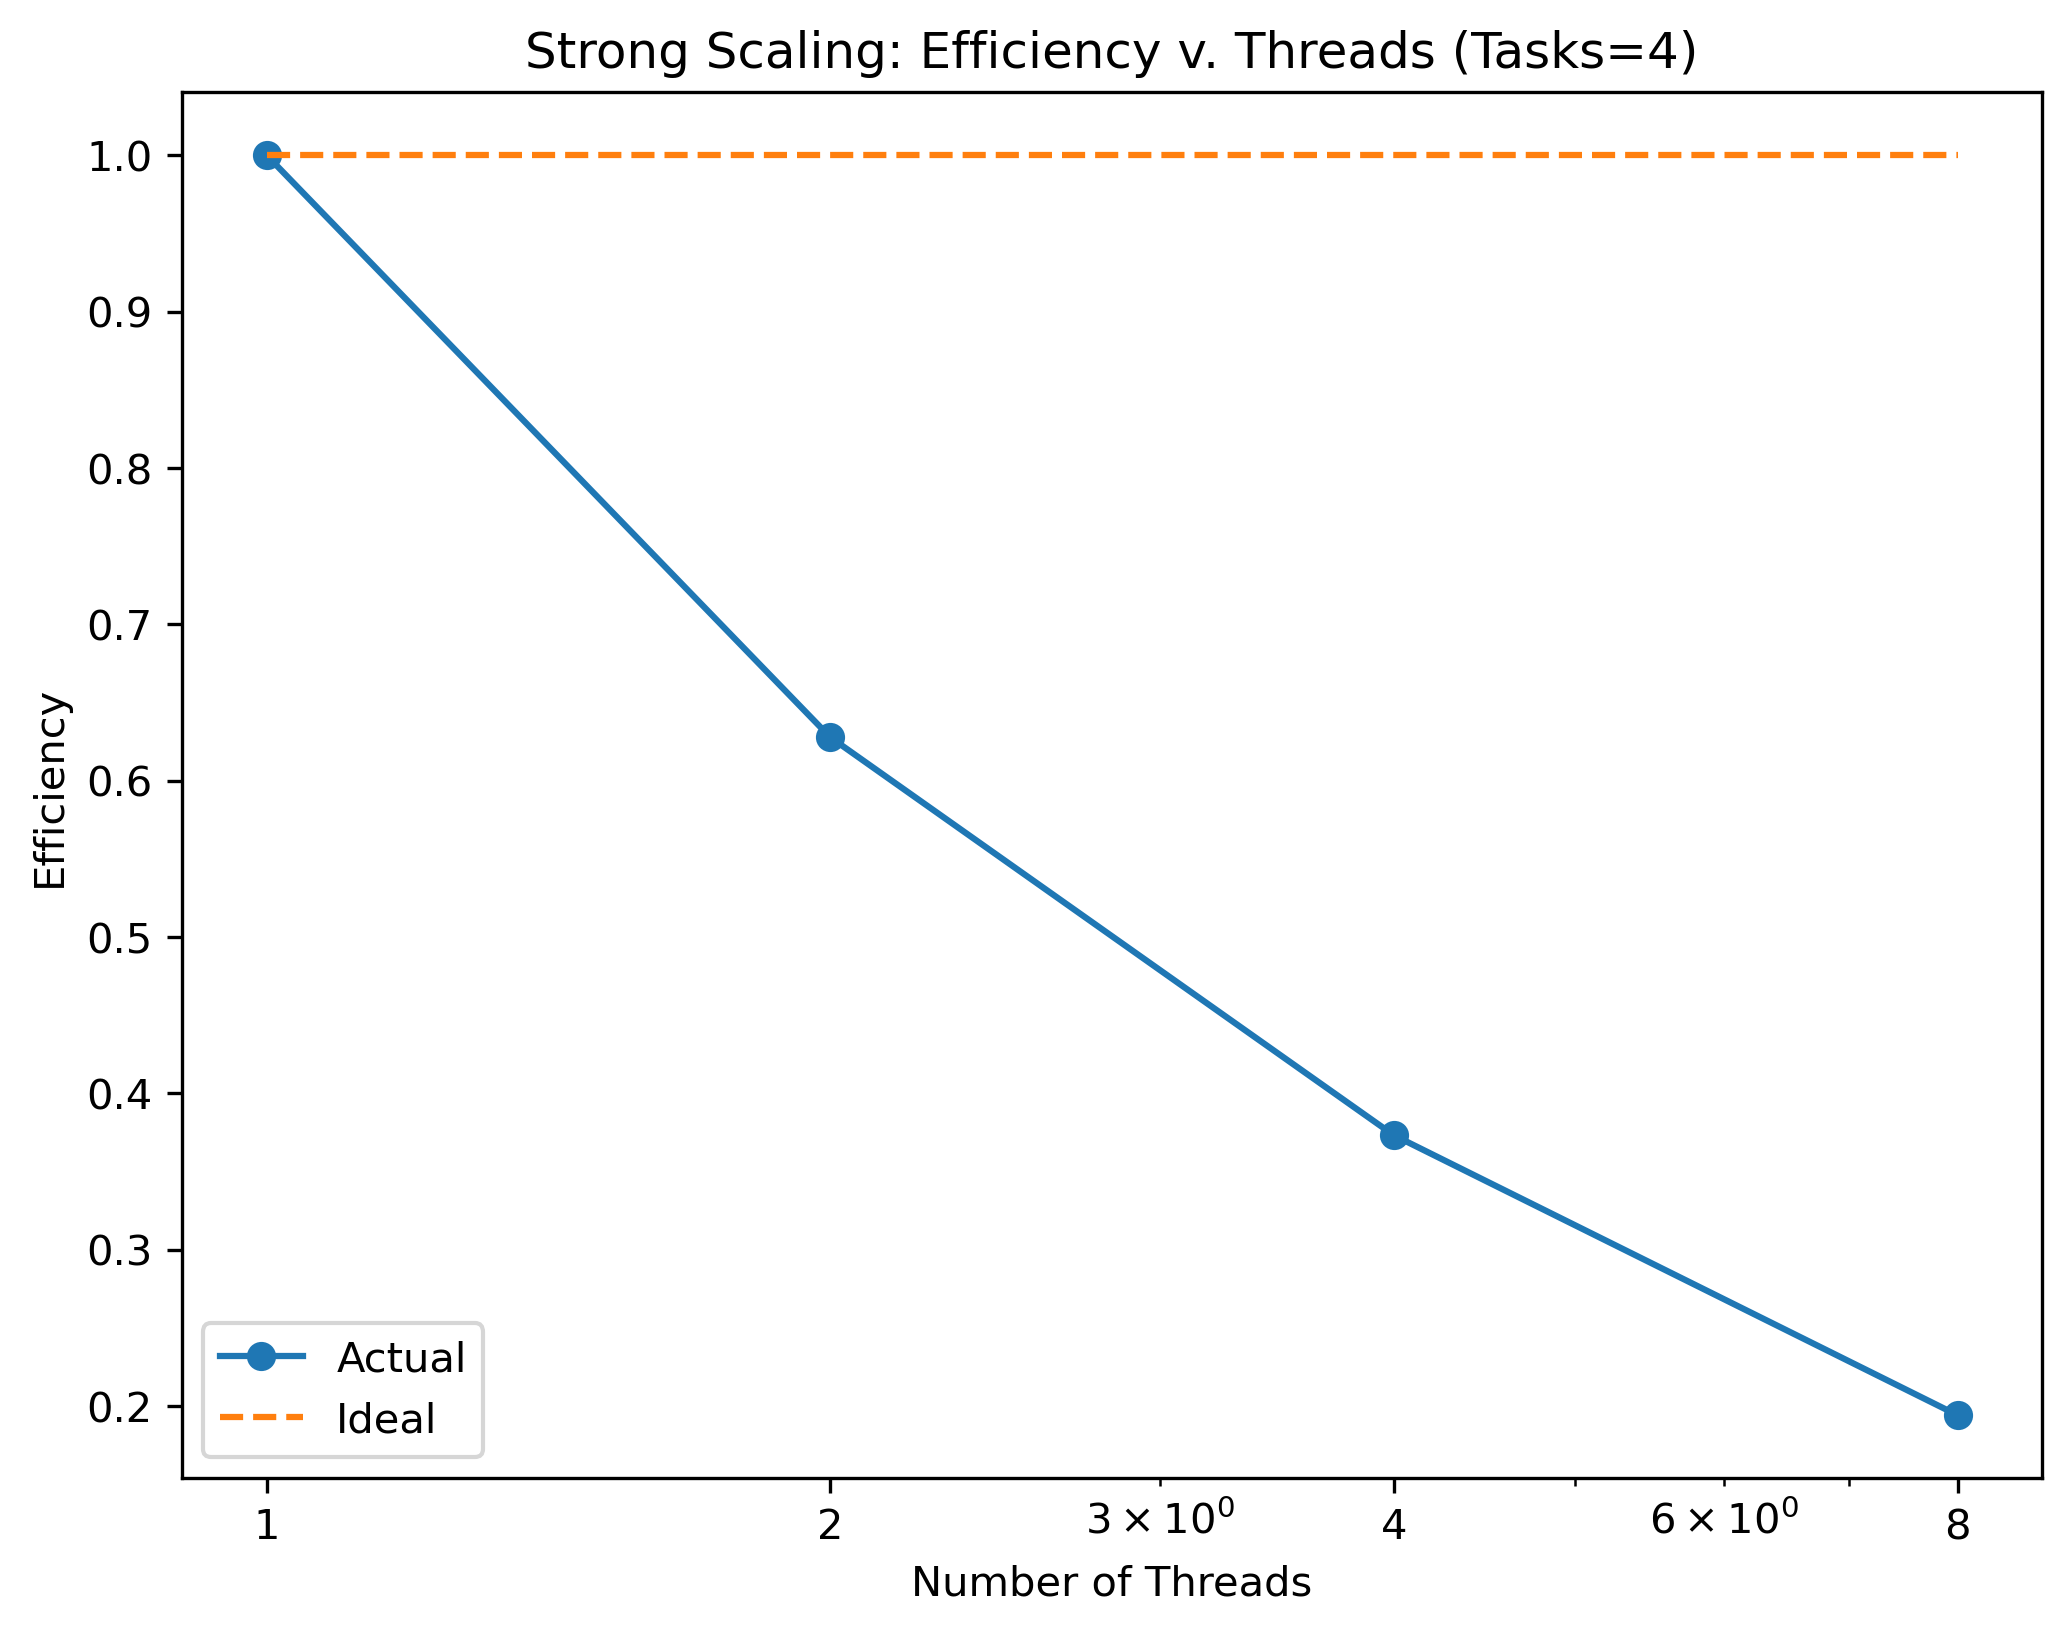 Strong Scaling: Efficiency v. Threads (Tasks=4)
Efficiency
1.0
0.9
0.8
0.7
0.6
0.5
0.4
0.3
0.2
Actual
Ideal
1 2 3 × 10⁰ 4 6 × 10⁰ 8
Number of Threads